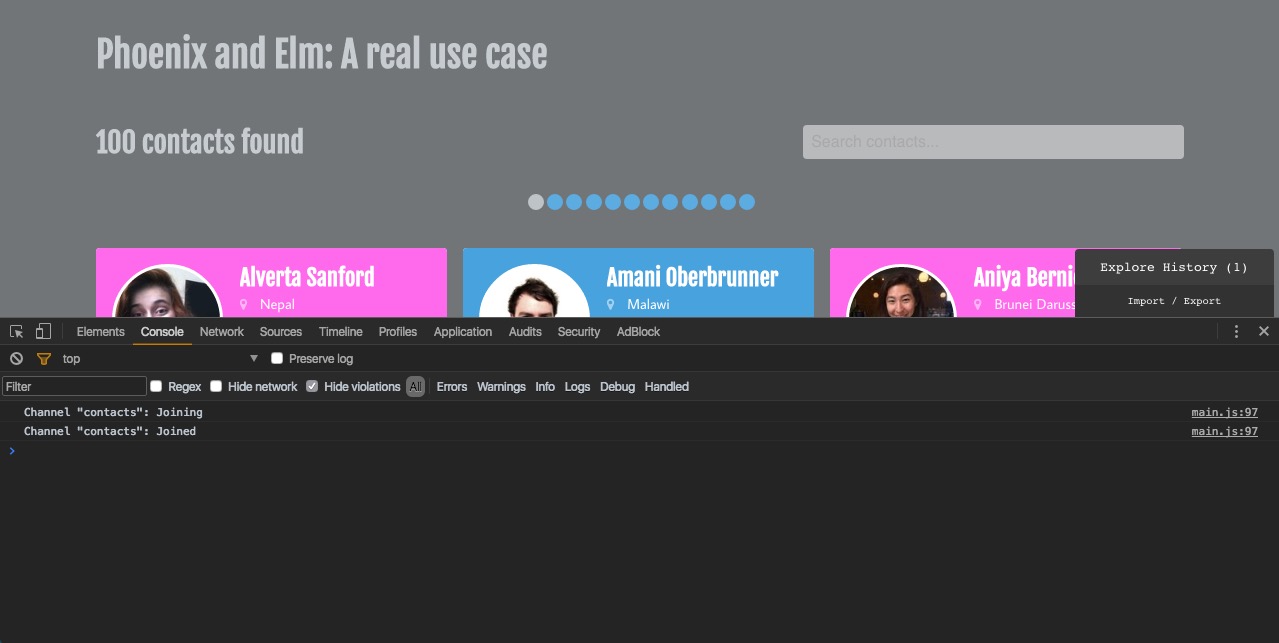 Phoenix and Elm: A real use case
100 contacts found
Search contacts...
Alverta Sanford
Nepal
Amani Oberbrunner
Malawi
Aniya Berni
Brunei Daruss
Explore History (1)
Import / Export
Elements Console Network Sources Timeline Profiles Application Audits Security AdBlock
top Preserve log
Filter Regex Hide network Hide violations All Errors Warnings Info Logs Debug Handled
Channel "contacts": Joining main.js:97
Channel "contacts": Joined main.js:97